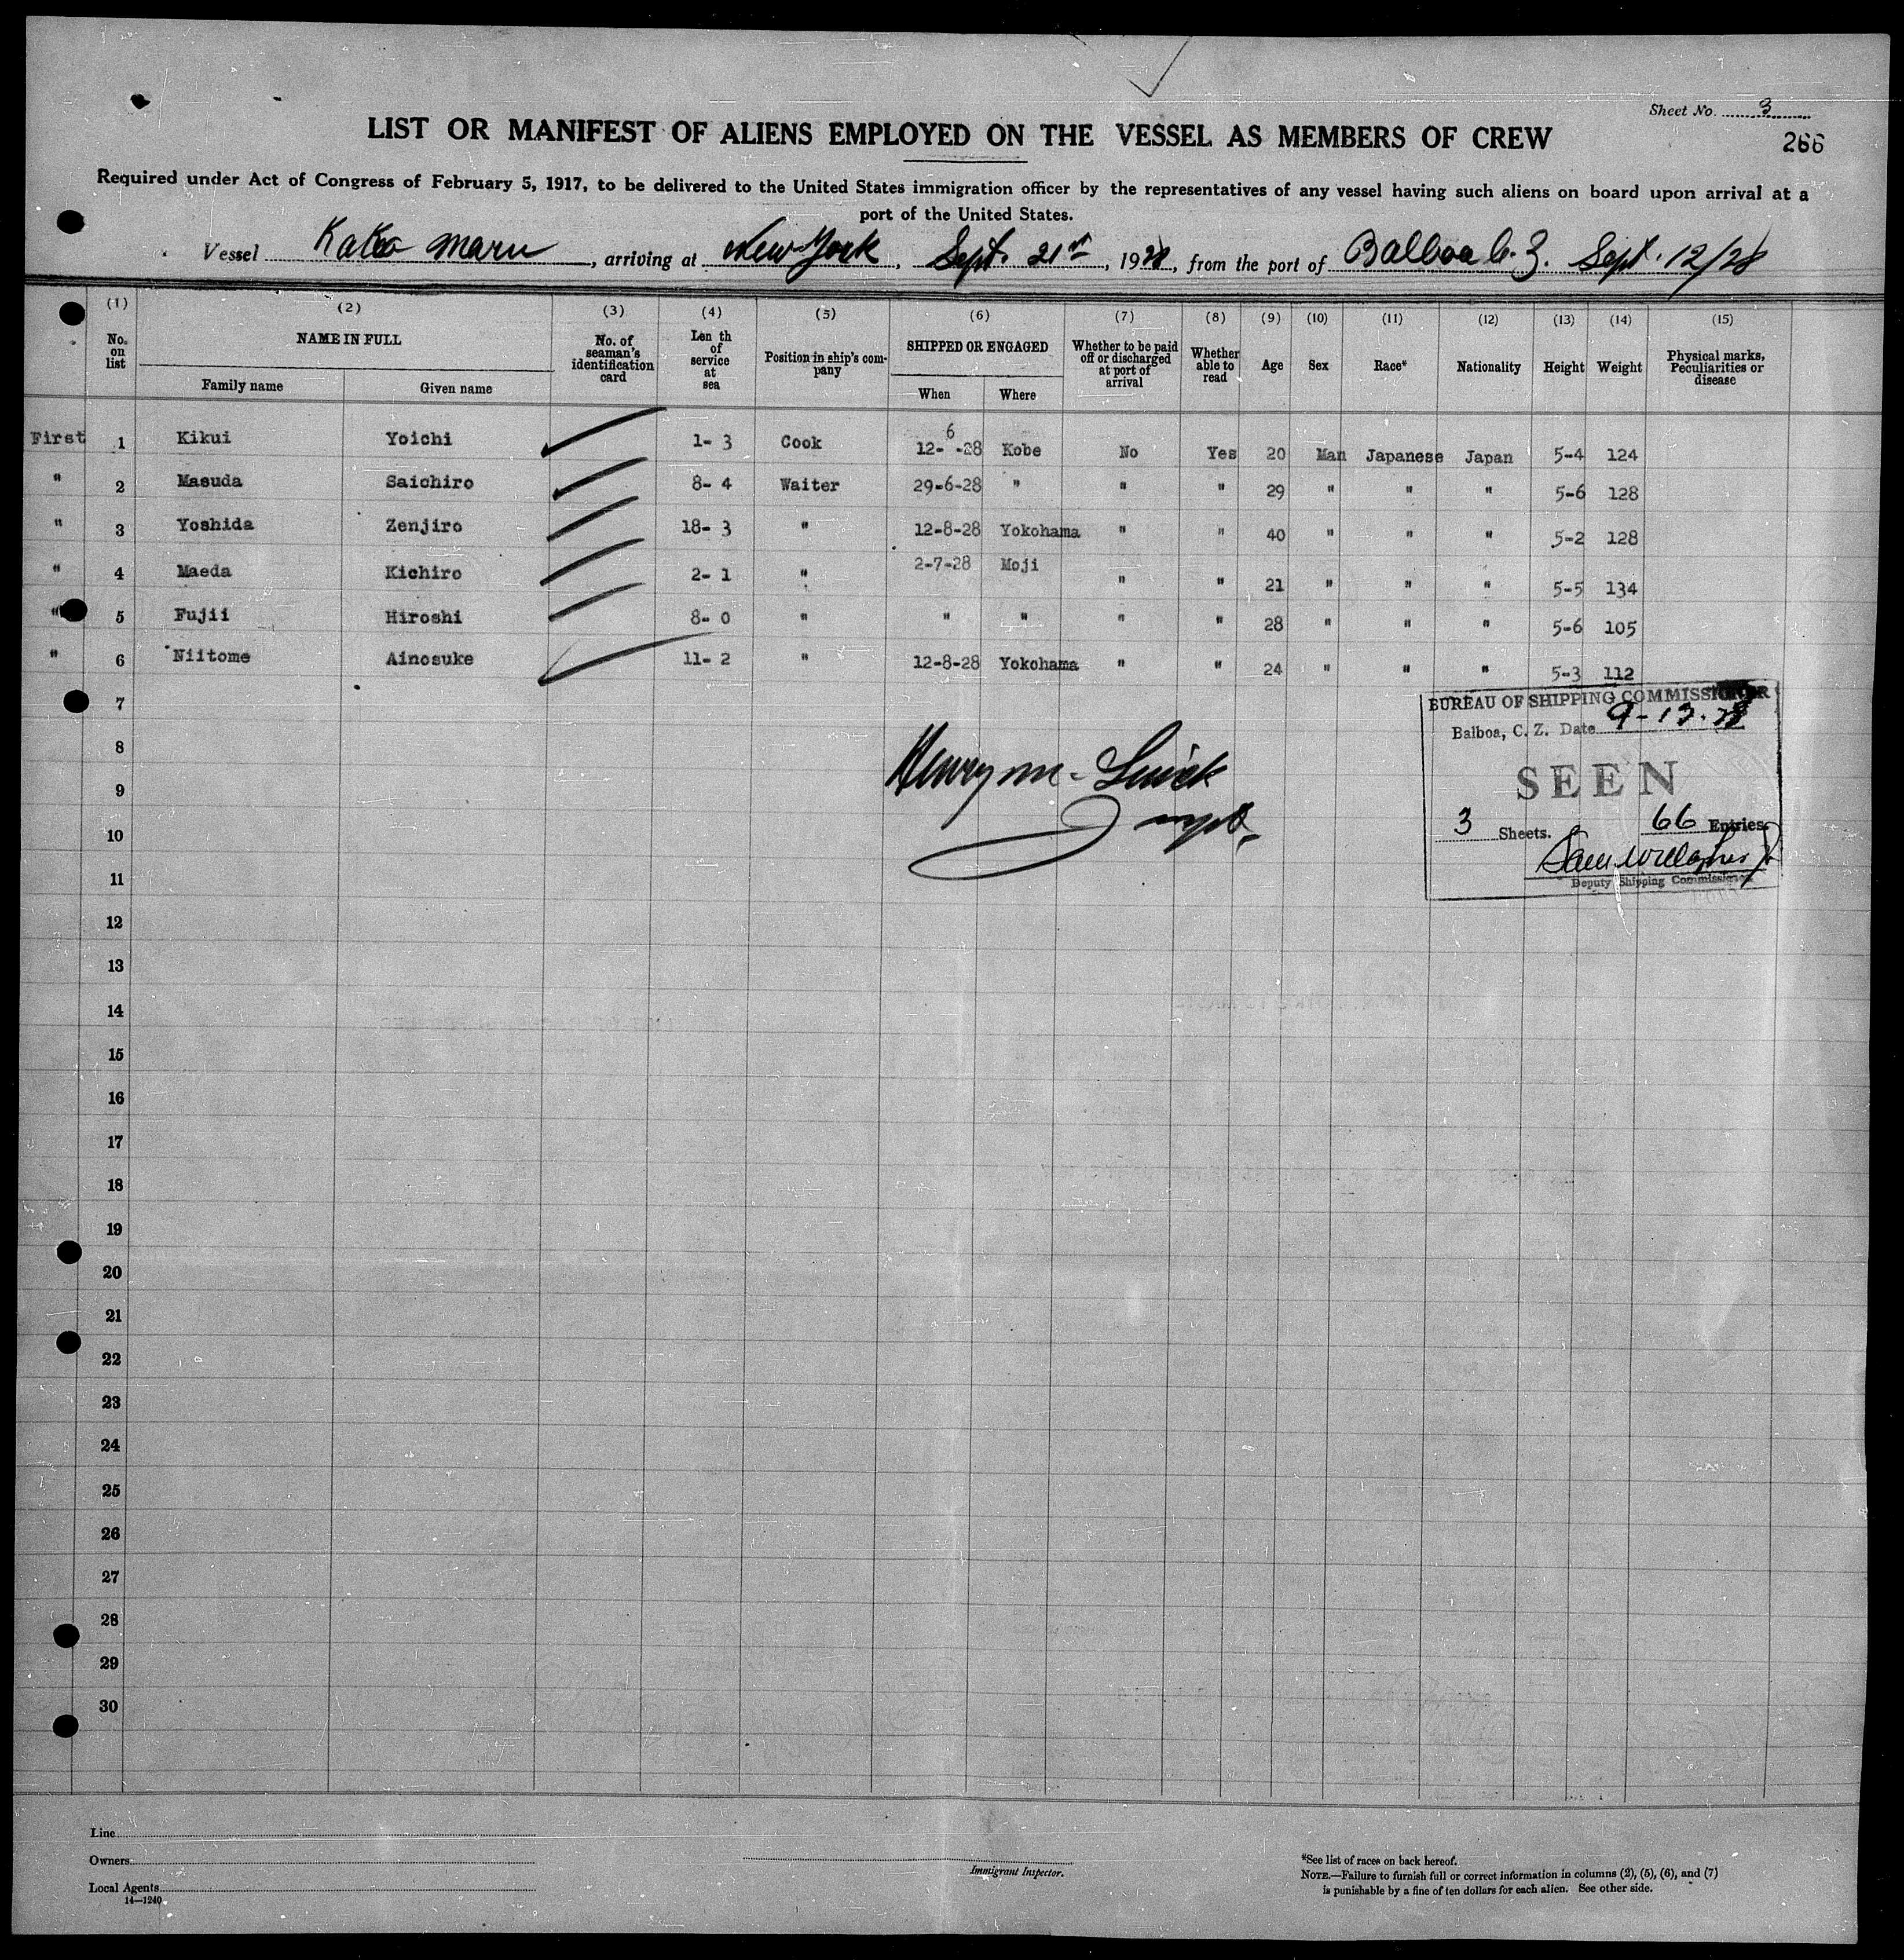 Sheet No. 3
266
LIST OR MANIFEST OF ALIENS EMPLOYED ON THE VESSEL AS MEMBERS OF CREW
Required under Act of Congress of February 5, 1917, to be delivered to the United States immigration officer by the representatives of any vessel having such aliens on board upon arrival at a
port of the United States.
Vessel Maru, arriving at New York, Sept. 21st, 1928, from the port of Balboa C. Z. Sept. 12/28
(1) (2) (3) (4) (5) (6) (7) (8) (9) (10) (11) (12) (13) (14) (15)
No. on list NAME IN FULL Family name Given name No. of seaman's identification card Len th of service at sea Position in ship's com-pany SHIPPED OR ENGAGED When Where Whether to be paid off or discharged at port of arrival Whether able to read Age Sex Race* Nationality Height Weight Physical marks, Peculiarities or disease
First 1 Kikui Yoichi 1- 3 Cook 12-6-28 Kobe No Yes 20 Man Japanese Japan 5-4 124
" 2 Masuda Saichiro 8- 4 Waiter 29-6-28 " " " 29 " " " 5-6 128
" 3 Yoshida Zenjiro 18- 3 " 12-8-28 Yokohama " " 40 " " " 5-2 128
" 4 Maeda Kichiro 2- 1 " 2-7-28 Moji " " 21 " " " 5-5 134
" 5 Fujii Hiroshi 8- 0 " " " " " 28 " " " 5-6 105
" 6 Niitome Ainosuke 11- 2 " 12-8-28 Yokohama " " 24 " " " 5-3 112
7
8
9
10
11
12
13
14
15
16
17
18
19
20
21
22
23
24
25
26
27
28
29
30
BUREAU OF SHIPPING COMMISSIONER
Balboa, C. Z. Date 9-13-28
SEEN
3 Sheets. 66 Entries.
Deputy Shipping Commissioner
Henry M.
Line
Owners
Local Agents
14—1240
Immigrant Inspector.
*See list of races on back hereof.
NOTE.—Failure to furnish full or correct information in columns (2), (5), (6), and (7)
is punishable by a fine of ten dollars for each alien. See other side.